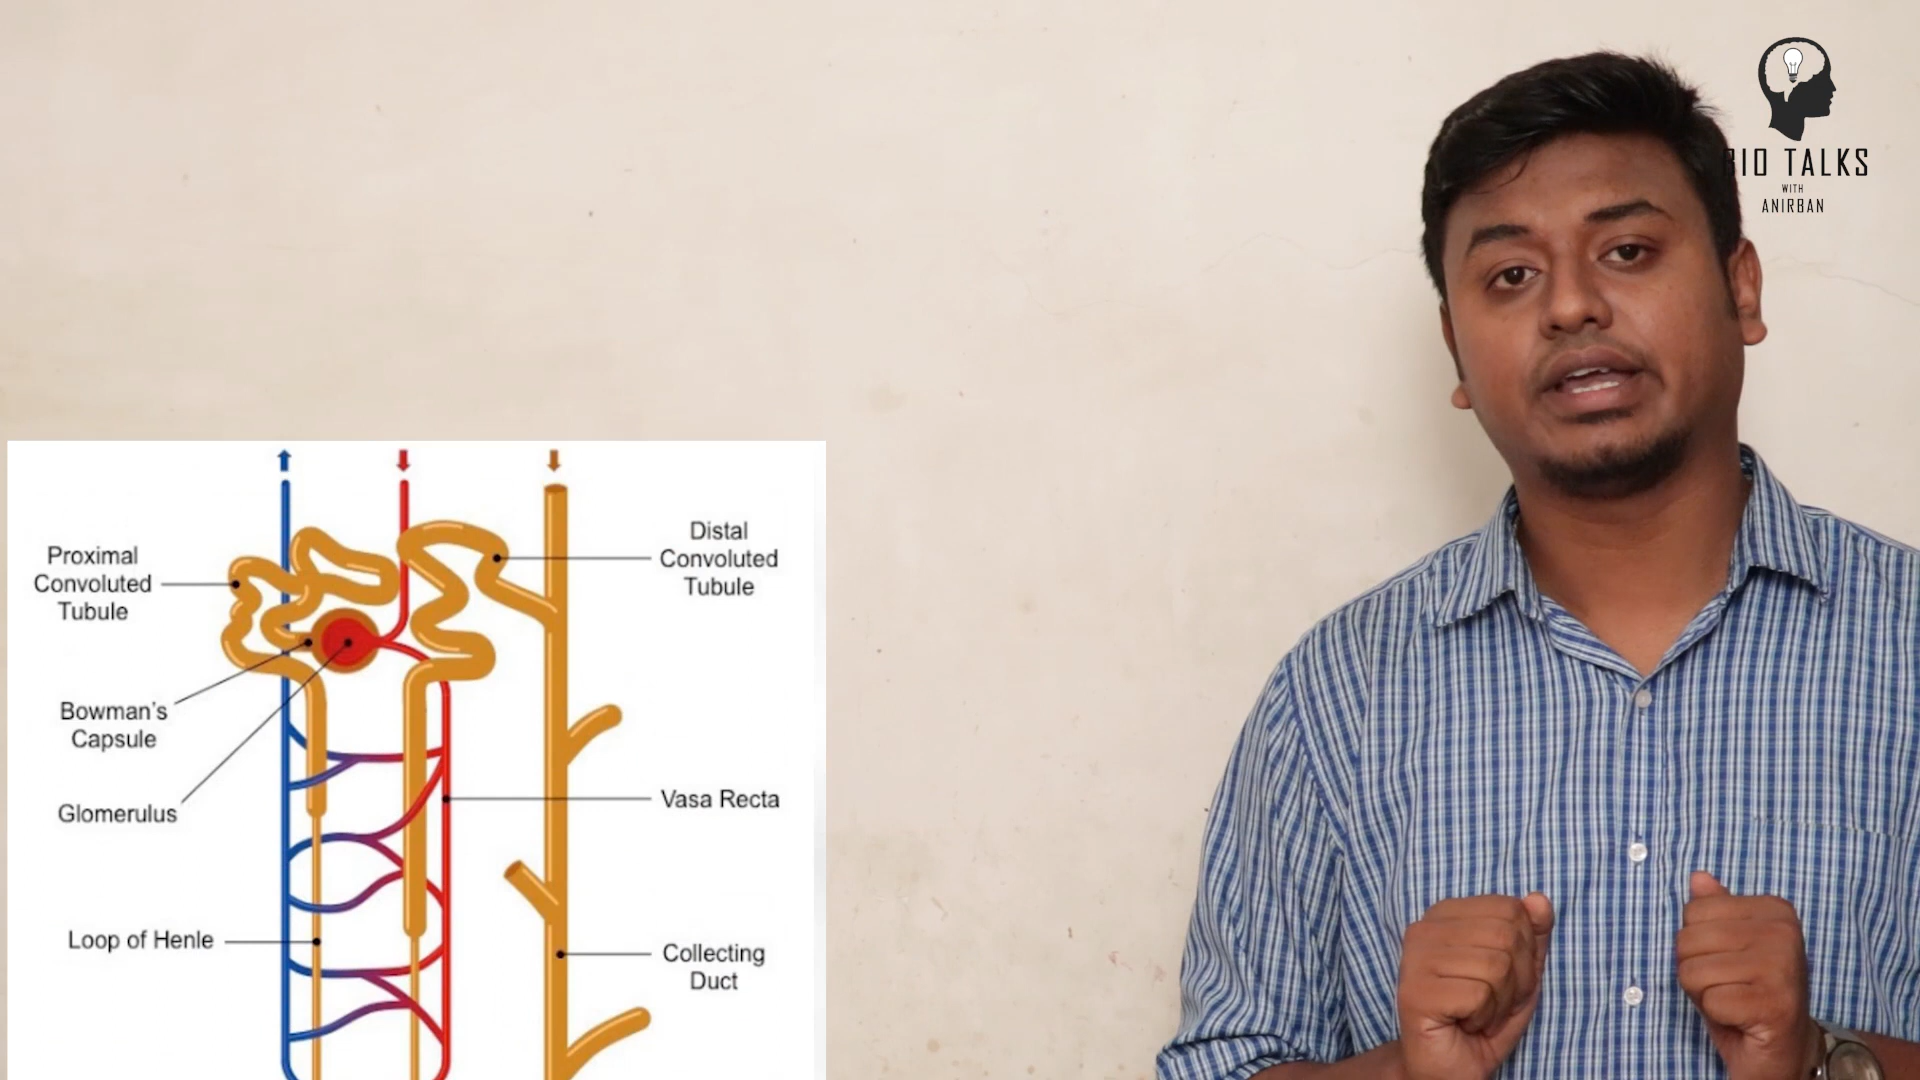 BIO TALKS
WITH
ANIRBAN
Proximal
Convoluted
Tubule
Distal
Convoluted
Tubule
Bowman's
Capsule
Glomerulus
Vasa Recta
Loop of Henle
Collecting
Duct